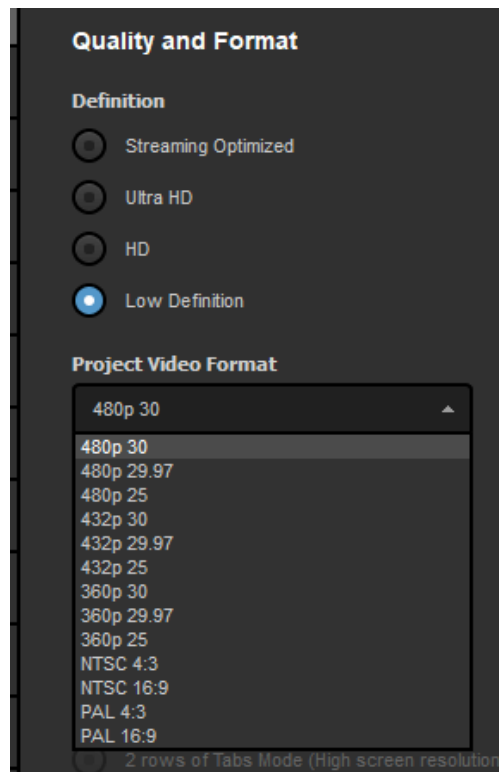 Quality and Format
Definition
Streaming Optimized
Ultra HD
HD
Low Definition
Project Video Format
480p 30
480p 30
480p 29.97
480p 25
432p 30
432p 29.97
432p 25
360p 30
360p 29.97
360p 25
NTSC 4:3
NTSC 16:9
PAL 4:3
PAL 16:9
2 rows of Tabs Mode (High screen resolution